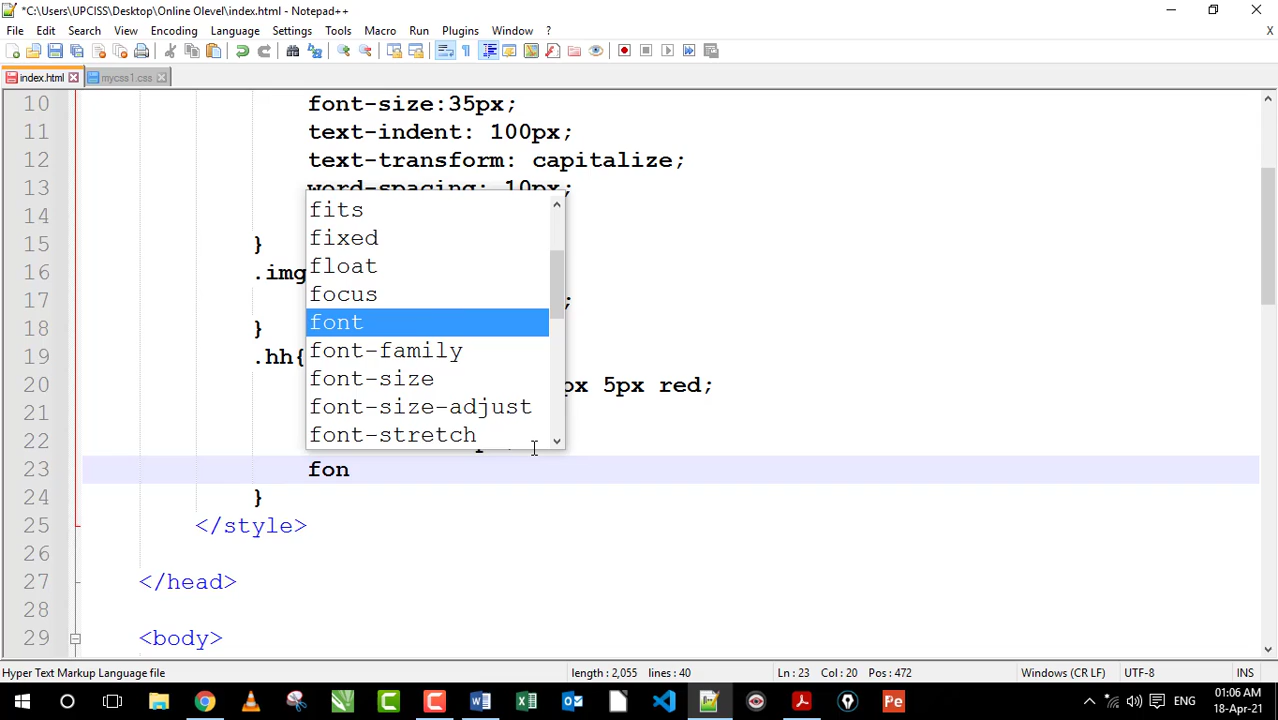 *C:\Users\UPCISS\Desktop\Online Olevel\index.html - Notepad++
File Edit Search View Encoding Language Settings Tools Macro Run Plugins Window ? X
index.html mycss1.css
10 font-size:35px;
11 text-indent: 100px;
12 text-transform: capitalize;
13 word-spacing: 10px;
14
15 }
16 .img
17 ;
18 }
19 .hh{
20 px 5px red;
21
22
23 fon
24 }
25 </style>
26
27 </head>
28
29 <body>
fits
fixed
float
focus
font
font-family
font-size
font-size-adjust
font-stretch
Hyper Text Markup Language file length : 2,055 lines : 40 Ln : 23 Col : 20 Pos : 472 Windows (CR LF) UTF-8 INS
Pe ENG 01:06 AM
18-Apr-21